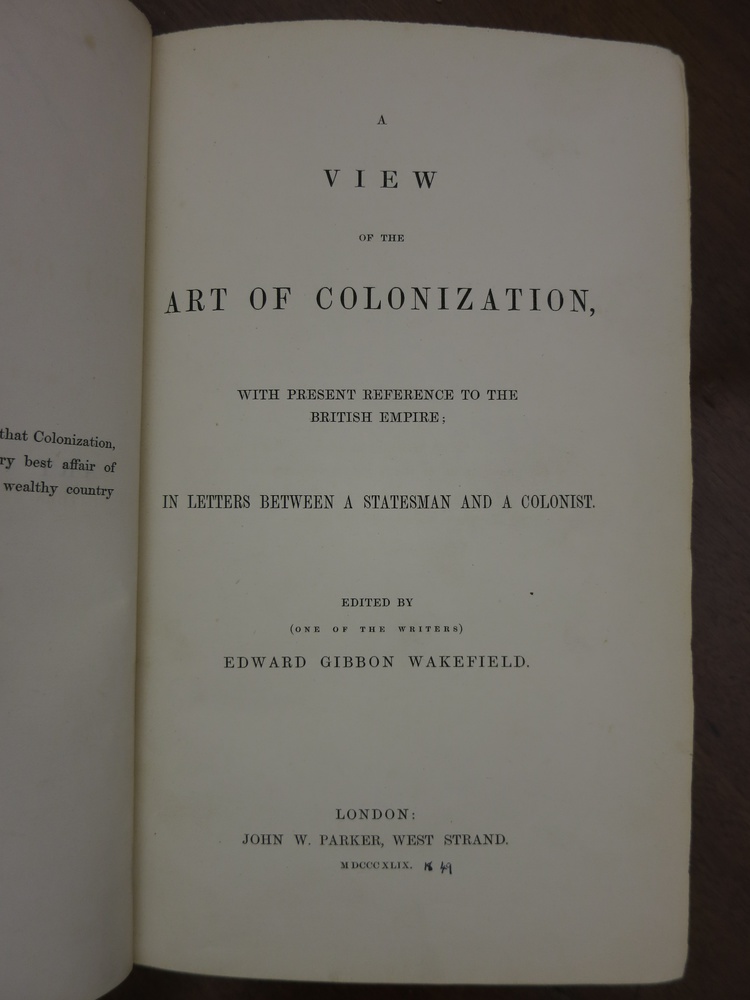 that Colonization,
ry best affair of
wealthy country
A
VIEW
OF THE
ART OF COLONIZATION,
WITH PRESENT REFERENCE TO THE
BRITISH EMPIRE;
IN LETTERS BETWEEN A STATESMAN AND A COLONIST.
EDITED BY
(ONE OF THE WRITERS)
EDWARD GIBBON WAKEFIELD.
LONDON:
JOHN W. PARKER, WEST STRAND.
MDCCCXLIX. 49